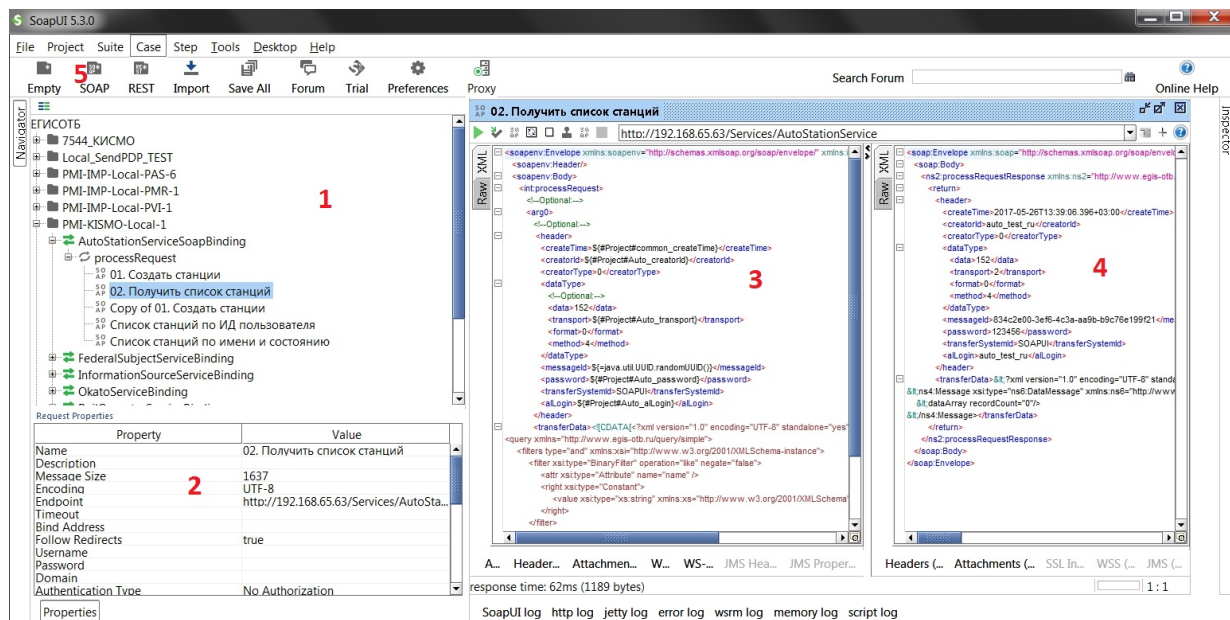 SoapUI 5.3.0
File Project Suite Case Step Tools Desktop Help
5
Empty SOAP REST Import Save All Forum Trial Preferences Proxy
Search Forum
Online Help
Navigator
Inspector
ЕГИСОТБ
7544_КИСМО
Local_SendPDP_TEST
PMI-IMP-Local-PAS-6
PMI-IMP-Local-PMR-1
PMI-IMP-Local-PVI-1
PMI-KISMO-Local-1
AutoStationServiceSoapBinding
processRequest
01. Создать станции
02. Получить список станций
Copy of 01. Создать станции
Список станций по ИД пользователя
Список станций по имени и состоянию
FederalSubjectServiceBinding
InformationSourceServiceBinding
OkatoServiceBinding
1
Request Properties
Property Value
Name 02. Получить список станций
Description
Message Size 1637
Encoding UTF-8
Endpoint http://192.168.65.63/Services/AutoSta...
Timeout
Bind Address
Follow Redirects true
Username
Password
Domain
Authentication Type No Authorization
2
Properties
02. Получить список станций
http://192.168.65.63/Services/AutoStationService
XML
Raw
<soapenv:Envelope xmlns:soapenv="http://schemas.xmlsoap.org/soap/envelope/" xmlns:
<soapenv:Header/>
<soapenv:Body>
<int:processRequest>
<!--Optional:-->
<arg0>
<!--Optional:-->
<header>
<createTime>${#Project#common_createTime}</createTime>
<creatorId>${#Project#Auto_creatorId}</creatorId>
<creatorType>0</creatorType>
<dataType>
<!--Optional:-->
<data>152</data>
<transport>${#Project#Auto_transport}</transport>
<format>0</format>
<method>4</method>
</dataType>
<messageId>${=java.util.UUID.randomUUID()}</messageId>
<password>${#Project#Auto_password}</password>
<transferSystemId>SOAPUI</transferSystemId>
<alLogin>${#Project#Auto_alLogin}</alLogin>
</header>
<transferData><![CDATA[<?xml version="1.0" encoding="UTF-8" standalone="yes"
<query xmlns="http://www.egis-otb.ru/query/simple">
<filters type="and" xmlns:xsi="http://www.w3.org/2001/XMLSchema-instance">
<filter xsi:type="BinaryFilter" operation="like" negate="false">
<attr xsi:type="Attribute" name="name" />
<right xsi:type="Constant">
<value xsi:type="xs:string" xmlns:xs="http://www.w3.org/2001/XMLSchema"
</right>
</filter>
3
A... Header... Attachmen... W... WS-... JMS Hea... JMS Proper...
XML
Raw
<soap:Envelope xmlns:soap="http://schemas.xmlsoap.org/soap/envel
<soap:Body>
<ns2:processRequestResponse xmlns:ns2="http://www.egis-otb.
<return>
<header>
<createTime>2017-05-26T13:39:06.396+03:00</createTime>
<creatorId>auto_test_ru</creatorId>
<creatorType>0</creatorType>
<dataType>
<data>152</data>
<transport>2</transport>
<format>0</format>
<method>4</method>
</dataType>
<messageId>834c2e00-3ef6-4c3a-aa9b-b9c76e199f21</me
<password>123456</password>
<transferSystemId>SOAPUI</transferSystemId>
<alLogin>auto_test_ru</alLogin>
</header>
<transferData>&lt;?xml version="1.0" encoding="UTF-8" standa
&lt;ns4:Message xsi:type="ns6:DataMessage" xmlns:ns6="http://www
&lt;dataArray recordCount="0"/>
&lt;/ns4:Message></transferData>
</return>
</ns2:processRequestResponse>
</soap:Body>
</soap:Envelope>
4
Headers (... Attachments (... SSL In... WSS (... JMS (...
response time: 62ms (1189 bytes)
1 : 1
SoapUI log http log jetty log error log wsrm log memory log script log